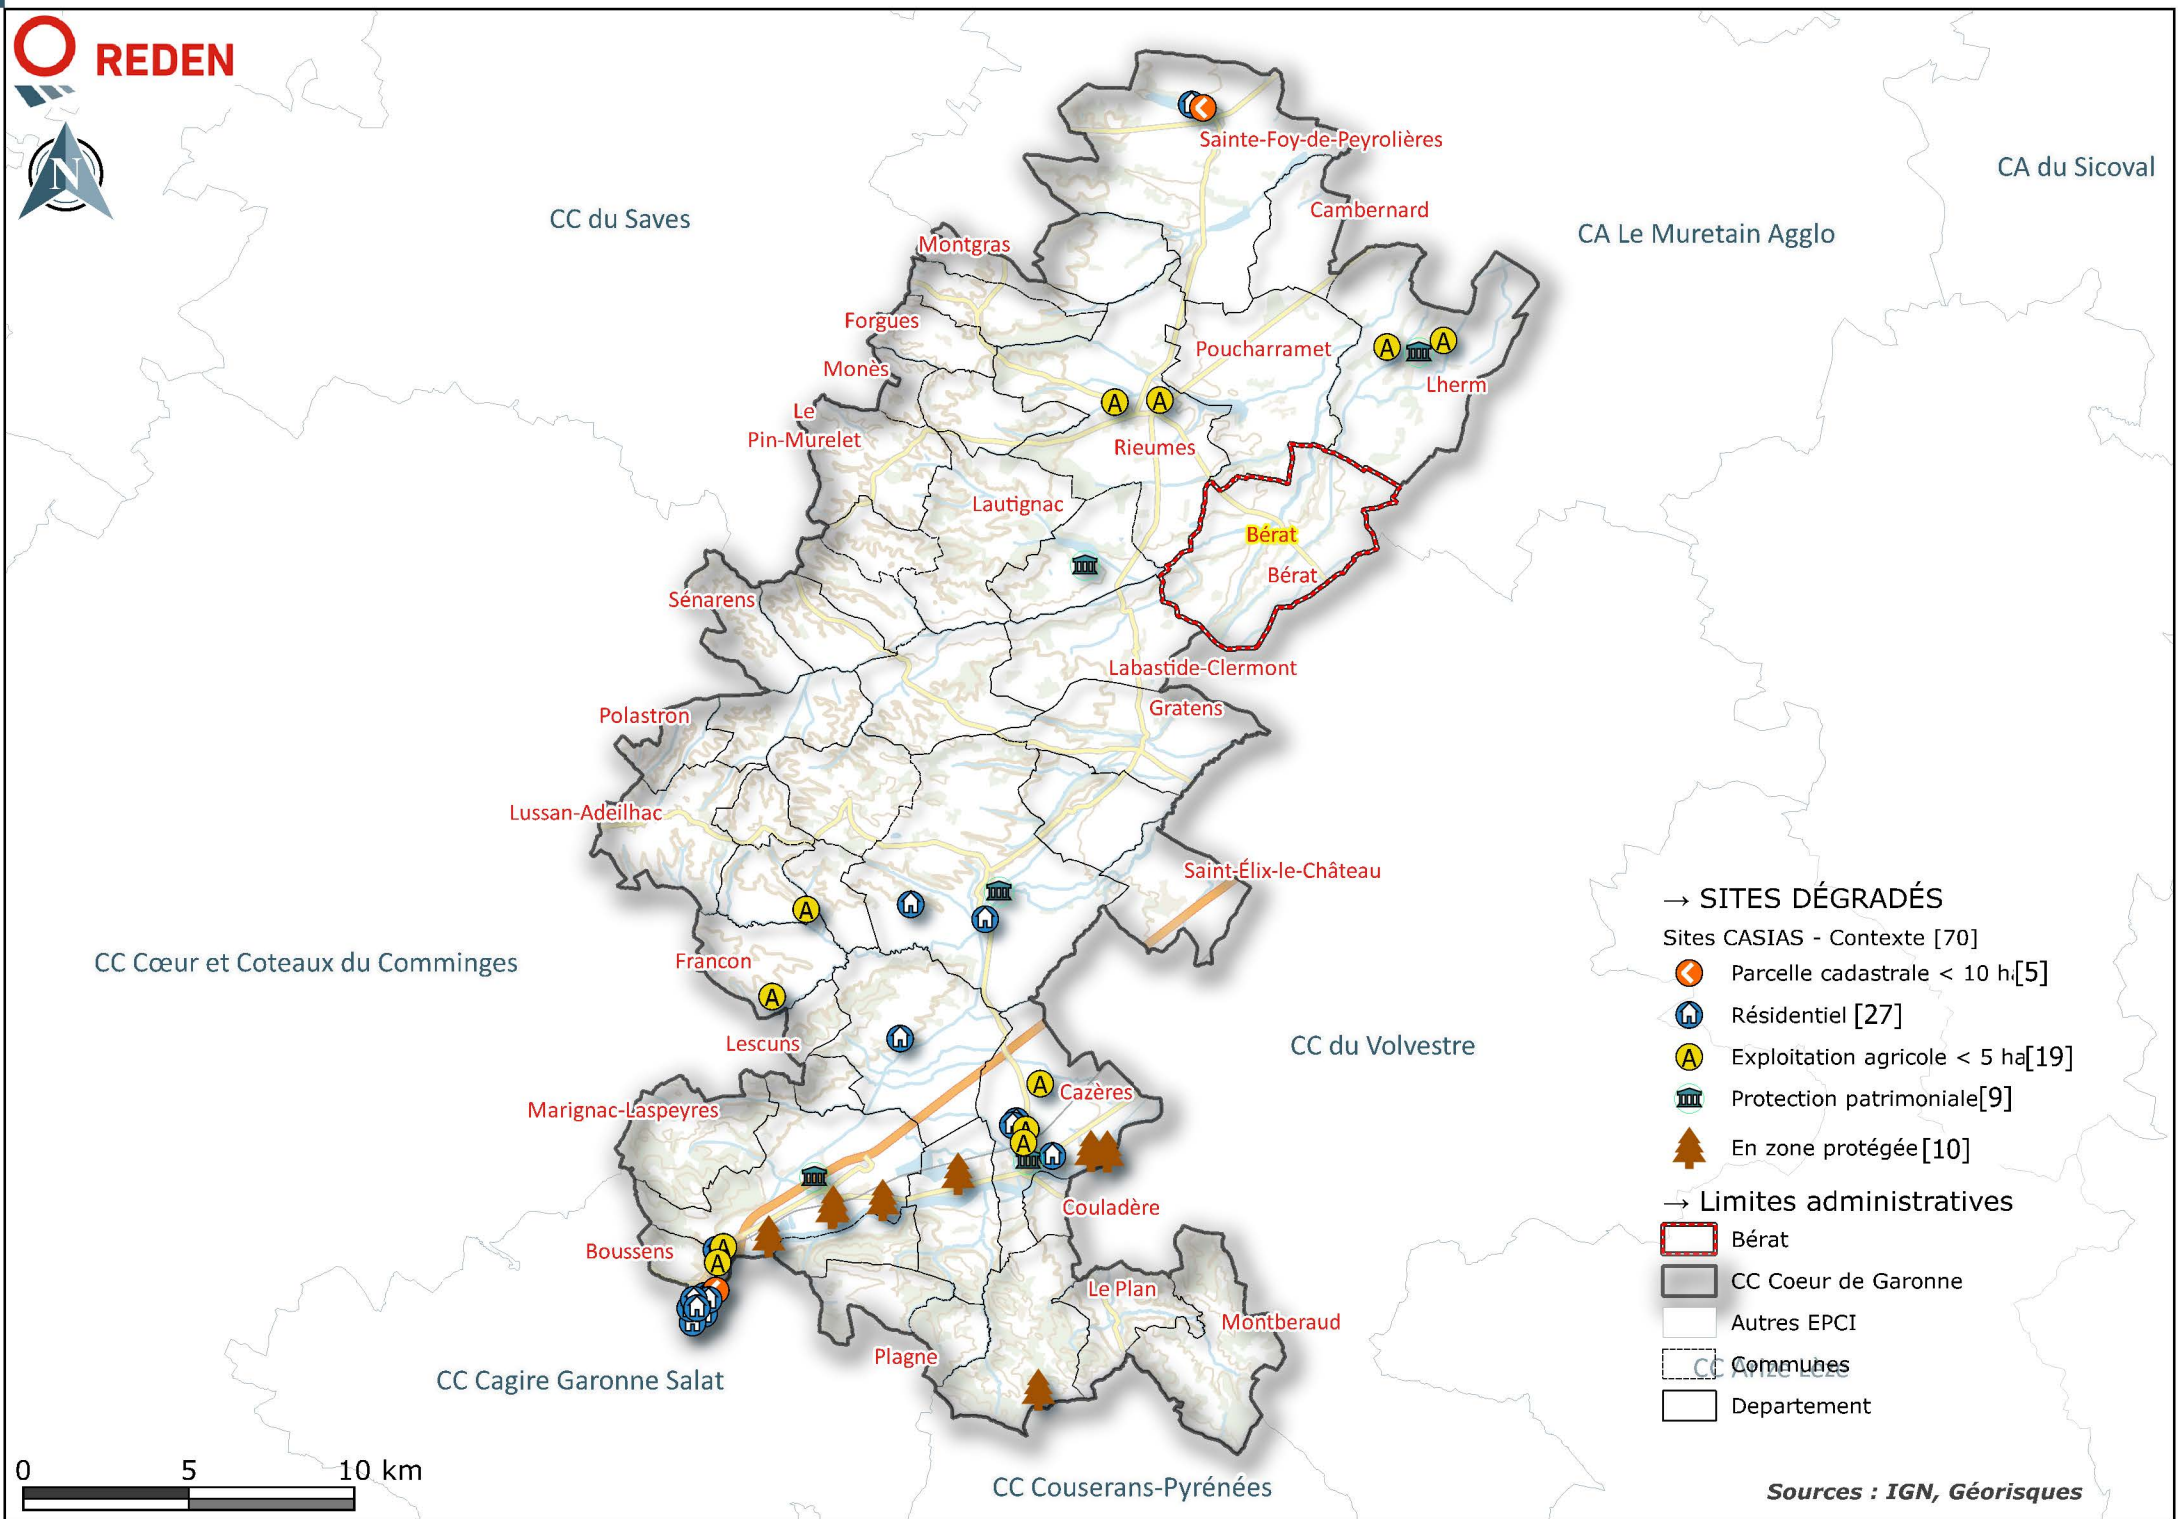 REDEN
N
Sainte-Foy-de-Peyrolières
CA du Sicoval
CC du Saves
Cambernard
CA Le Muretain Agglo
Montgras
Forgues
Poucharramet
A
A
Monès
Lherm
Le
Pin-Murelet
A
A
Rieumes
Lautignac
Bérat
Bérat
Sénarens
Labastide-Clermont
Gratens
Polastron
Lussan-Adeilhac
Saint-Élix-le-Château
A
Francon
CC Cœur et Coteaux du Comminges
A
Lescuns
CC du Volvestre
A
Cazères
Marignac-Laspeyres
A
A
Couladère
Boussens
A
A
Le Plan
Montberaud
Plagne
CC Cagire Garonne Salat
CC Couserans-Pyrénées
→ SITES DÉGRADÉS
Sites CASIAS - Contexte [70]
Parcelle cadastrale < 10 h[5]
Résidentiel [27]
A Exploitation agricole < 5 ha[19]
Protection patrimoniale[9]
En zone protégée[10]
→ Limites administratives
Bérat
CC Coeur de Garonne
Autres EPCI
Communes
Departement
0 5 10 km
Sources : IGN, Géorisques